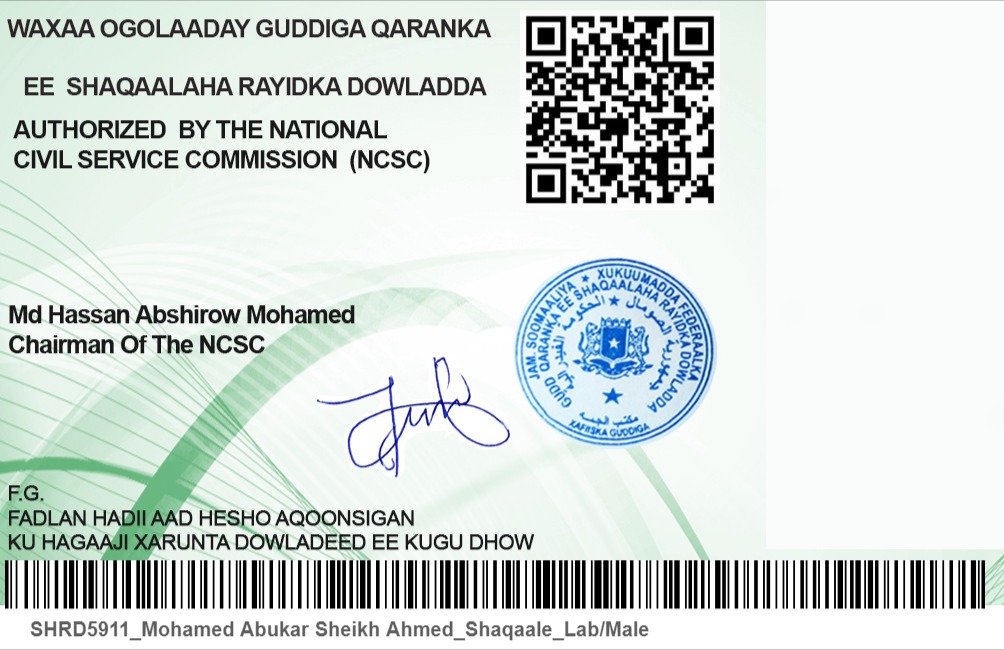 WAXAA OGOLAADAY GUDDIGA QARANKA
EE SHAQAALAHA RAYIDKA DOWLADDA
AUTHORIZED BY THE NATIONAL
CIVIL SERVICE COMMISSION (NCSC)
Md Hassan Abshirow Mohamed
Chairman Of The NCSC
JAM. SOOMAALIYA ★ XUKUUMADDA FEDERAALKA
GUDD QARANKA EE SHAQAALAHA RAYIDKA DOWLADDA
XAFIISKA GUDDIGA
F.G.
FADLAN HADII AAD HESHO AQOONSIGAN
KU HAGAAJI XARUNTA DOWLADEED EE KUGU DHOW
SHRD5911_Mohamed Abukar Sheikh Ahmed_Shaqaale_Lab/Male